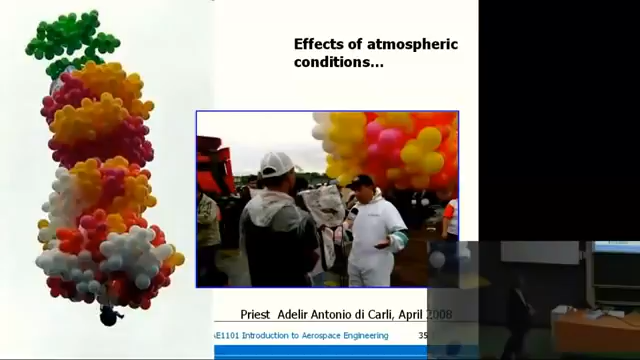 Effects of atmospheric
conditions...
Priest Adelir Antonio di Carli, April 2008
AE1101 Introduction to Aerospace Engineering 35